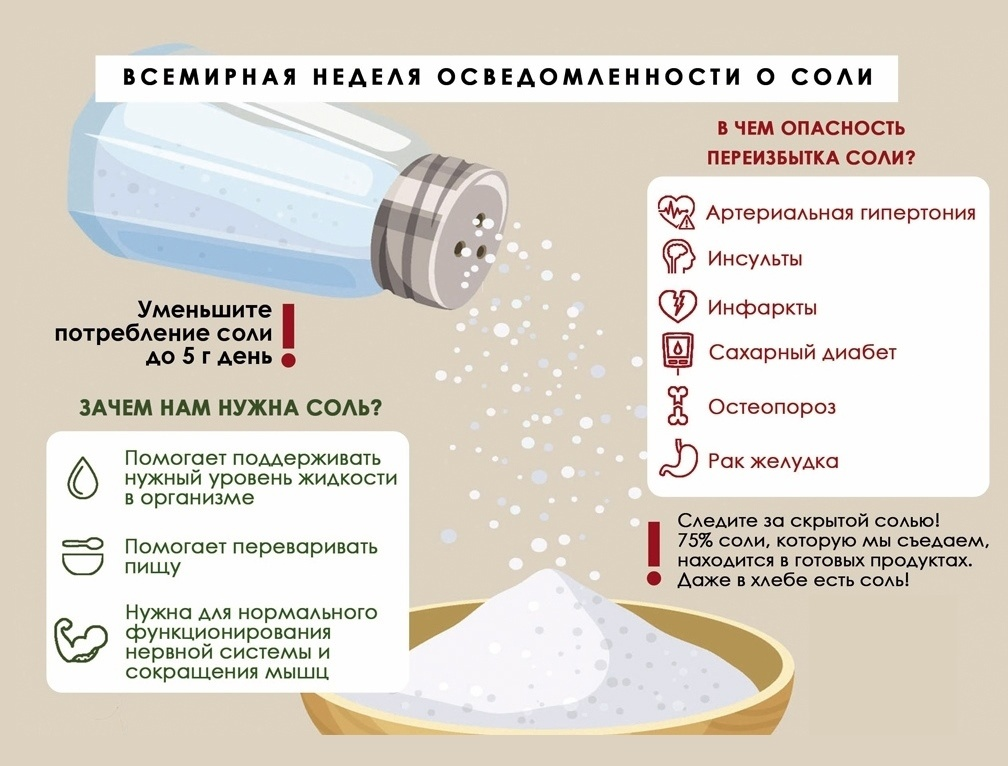 ВСЕМИРНАЯ НЕДЕЛЯ ОСВЕДОМЛЕННОСТИ О СОЛИ
Уменьшите
потребление соли
до 5 г день
ЗАЧЕМ НАМ НУЖНА СОЛЬ?
Помогает поддерживать
нужный уровень жидкости
в организме
Помогает переваривать
пищу
Нужна для нормального
функционирования
нервной системы и
сокращения мышц
В ЧЕМ ОПАСНОСТЬ
ПЕРЕИЗБЫТКА СОЛИ?
Артериальная гипертония
Инсульты
Инфаркты
Сахарный диабет
Остеопороз
Рак желудка
Следите за скрытой солью!
75% соли, которую мы съедаем,
находится в готовых продуктах.
Даже в хлебе есть соль!